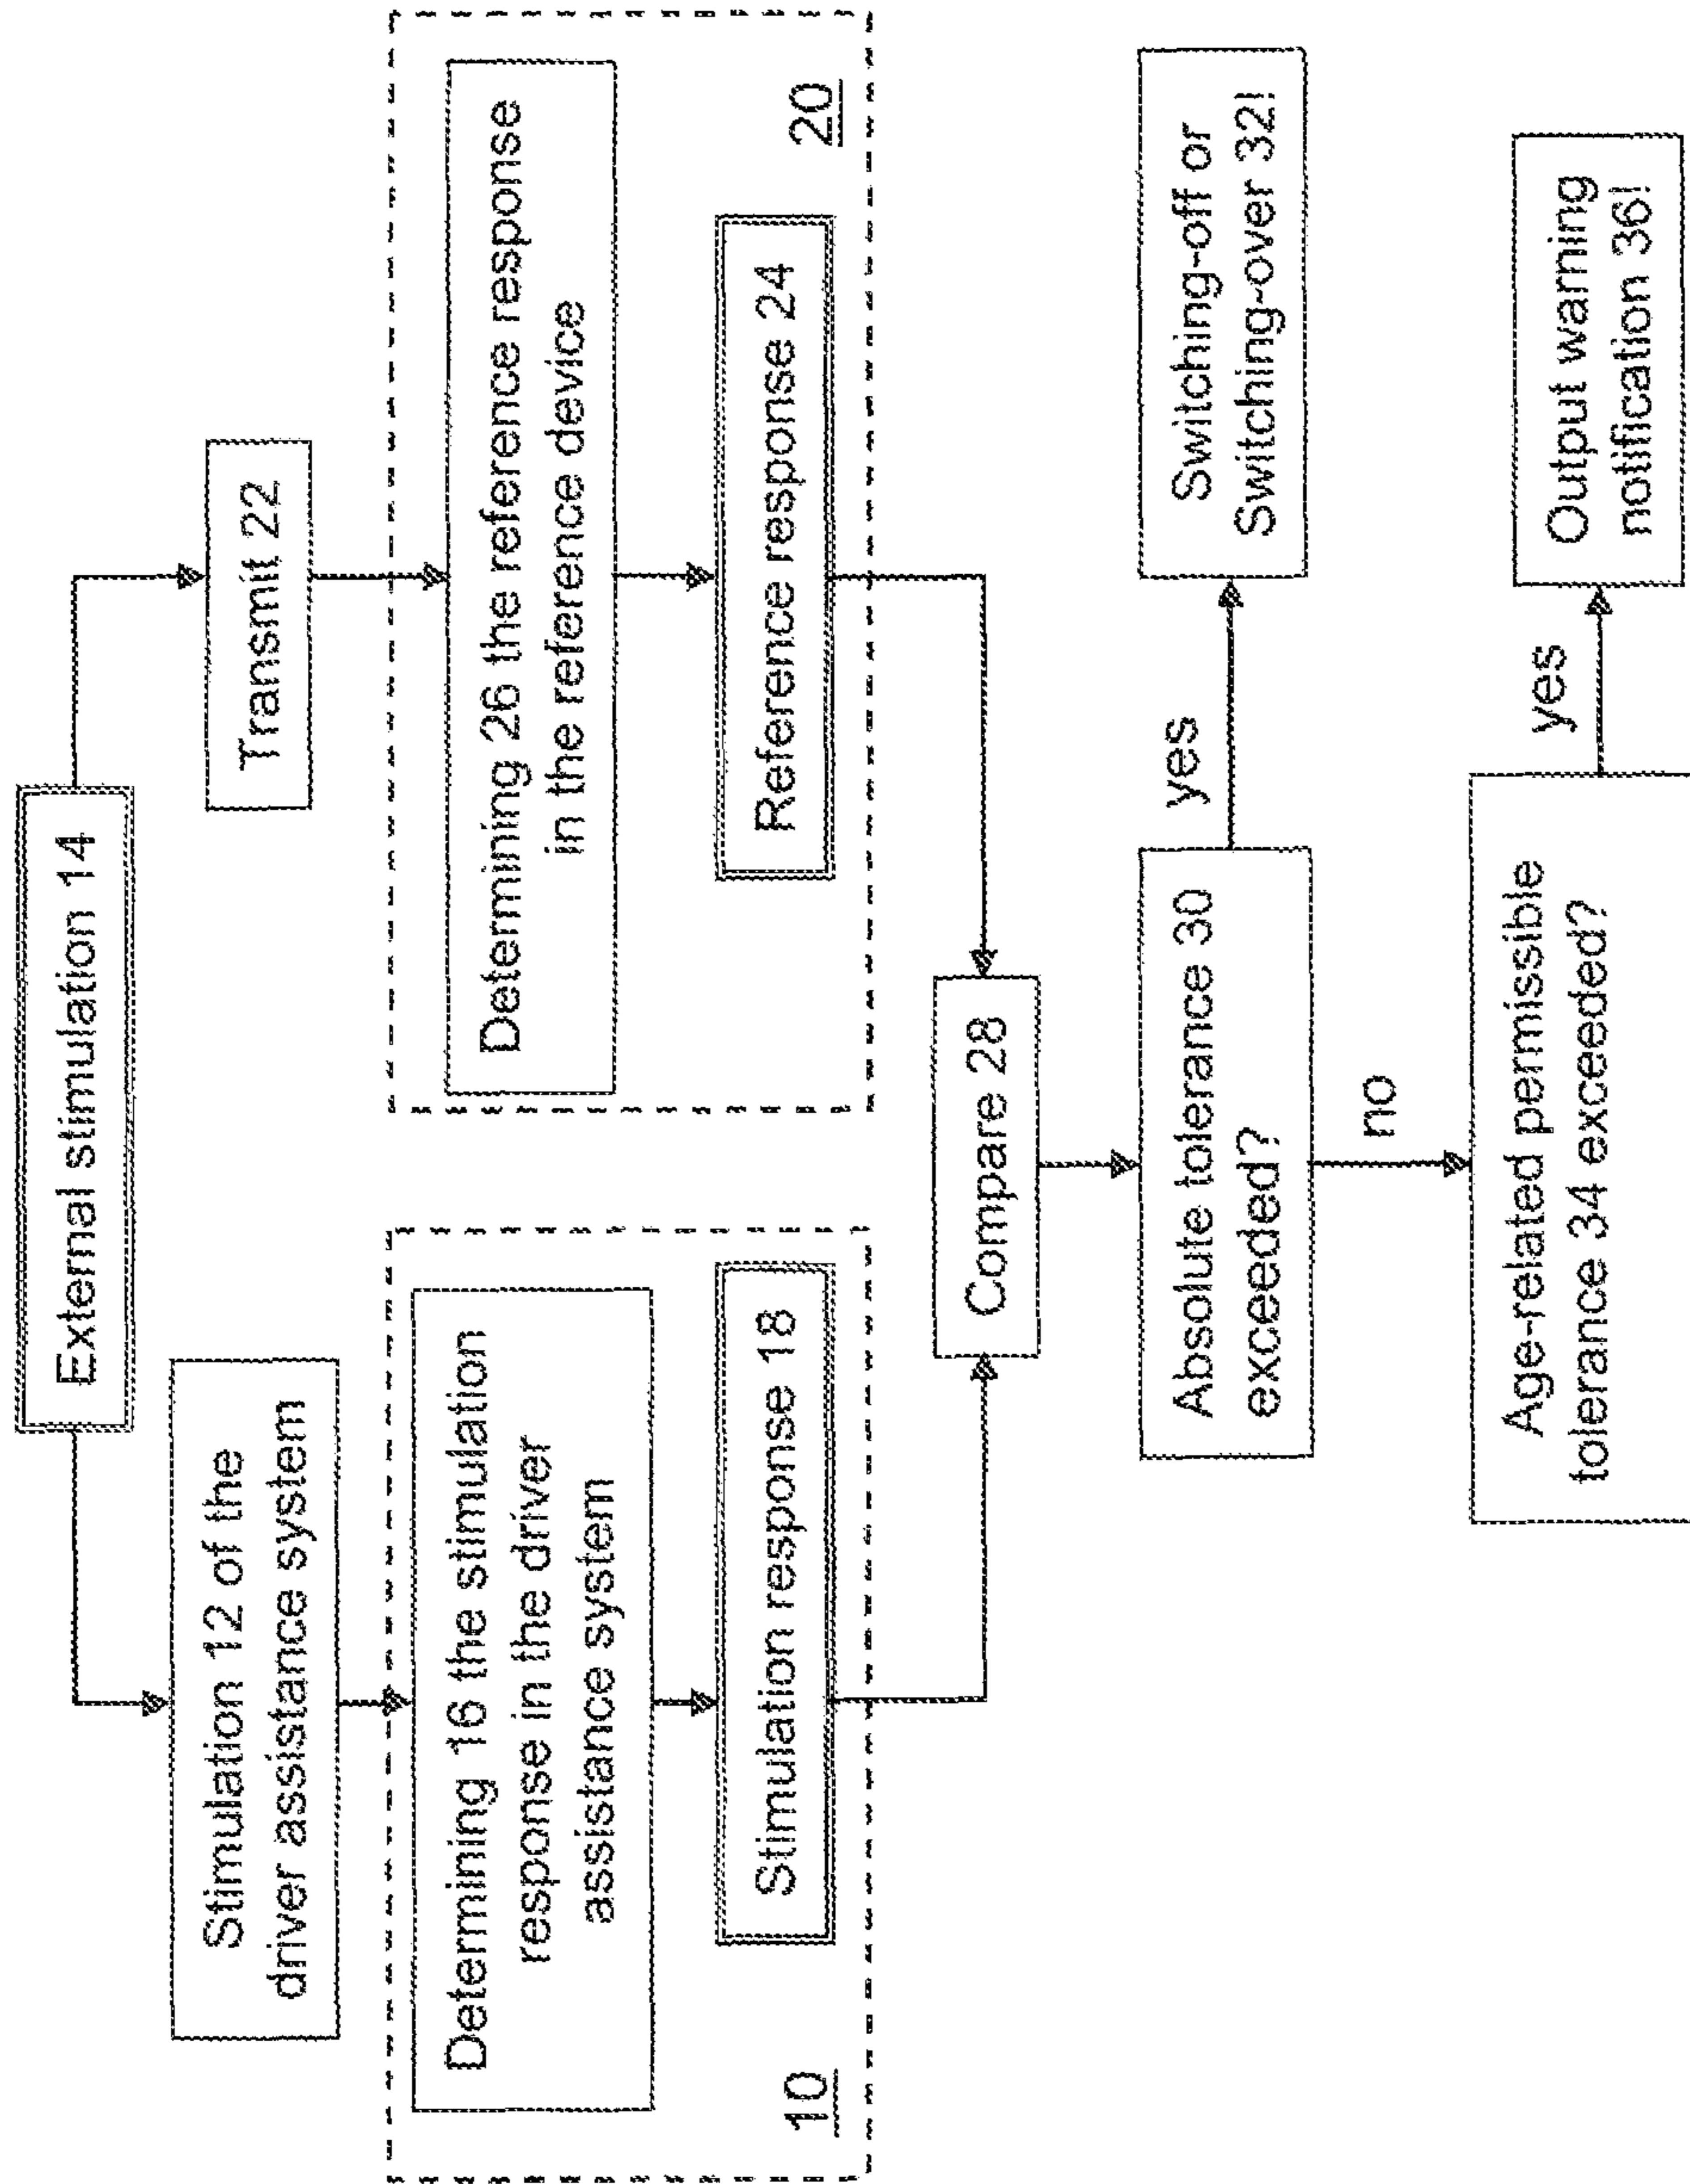 External stimulation 14
Stimulation 12 of the
driver assistance system
Transmit 22
Determining 16 the stimulation
response in the driver
assistance system
Stimulation response 18
10
Determining 26 the reference response
in the reference device
Reference response 24
20
Compare 28
Absolute tolerance 30
exceeded?
yes
Switching-off or
Switching-over 32!
no
Age-related permissible
tolerance 34 exceeded?
yes
Output warning
notification 36!